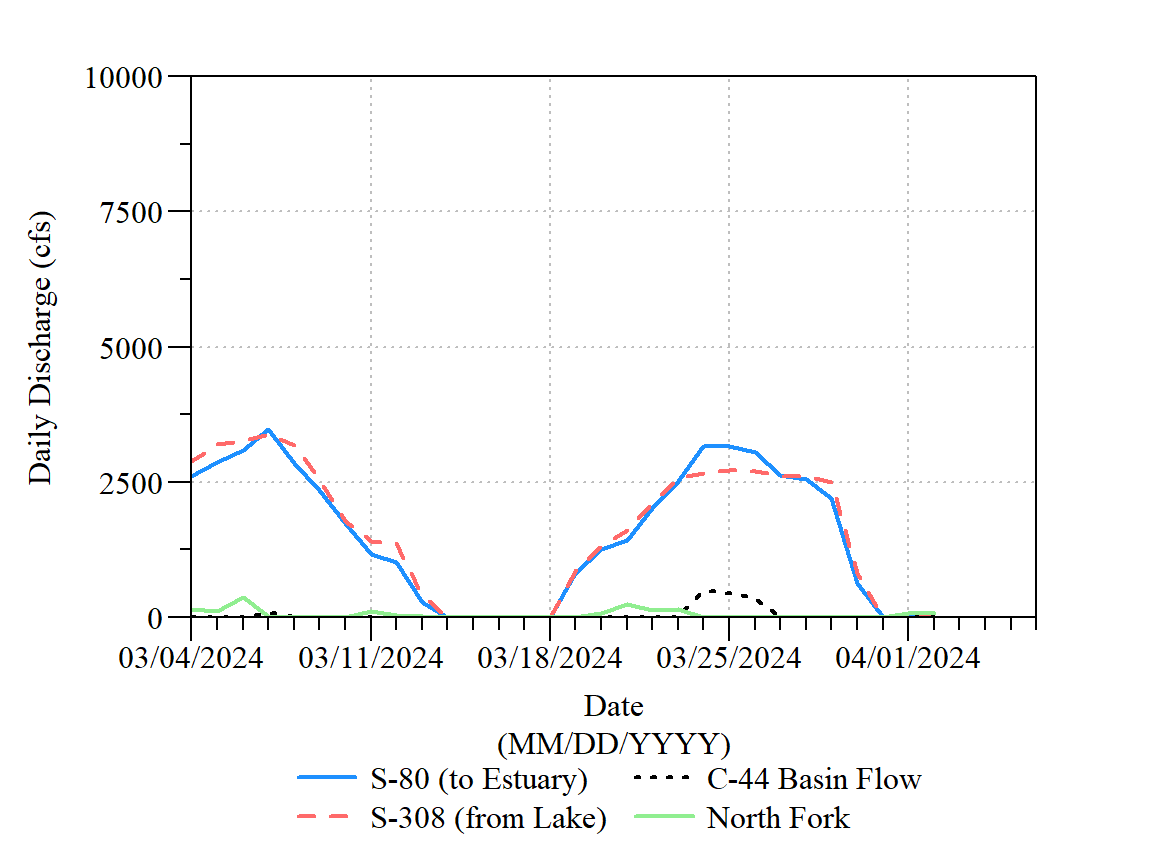 10000
7500
5000
2500
0
Daily Discharge (cfs)
03/04/2024 03/11/2024 03/18/2024 03/25/2024 04/01/2024
Date
(MM/DD/YYYY)
S-80 (to Estuary) C-44 Basin Flow
S-308 (from Lake) North Fork